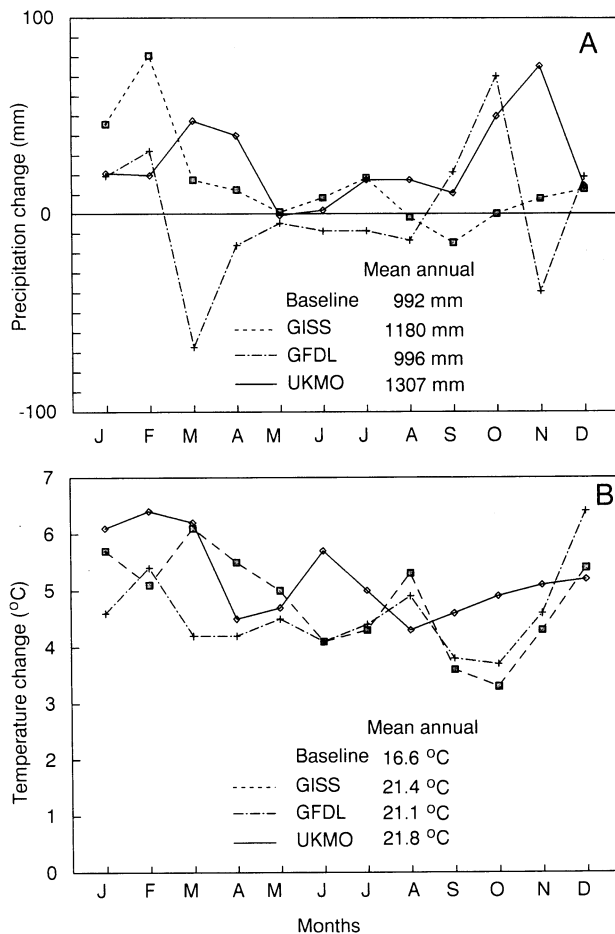 100
A
Precipitation change (mm)
0
Mean annual
Baseline 992 mm
GISS 1180 mm
GFDL 996 mm
UKMO 1307 mm
-100
J F M A M J J A S O N D
7
B
6
5
4
3
2
1
0
Temperature change (°C)
Mean annual
Baseline 16.6 °C
GISS 21.4 °C
GFDL 21.1 °C
UKMO 21.8 °C
J F M A M J J A S O N D
Months